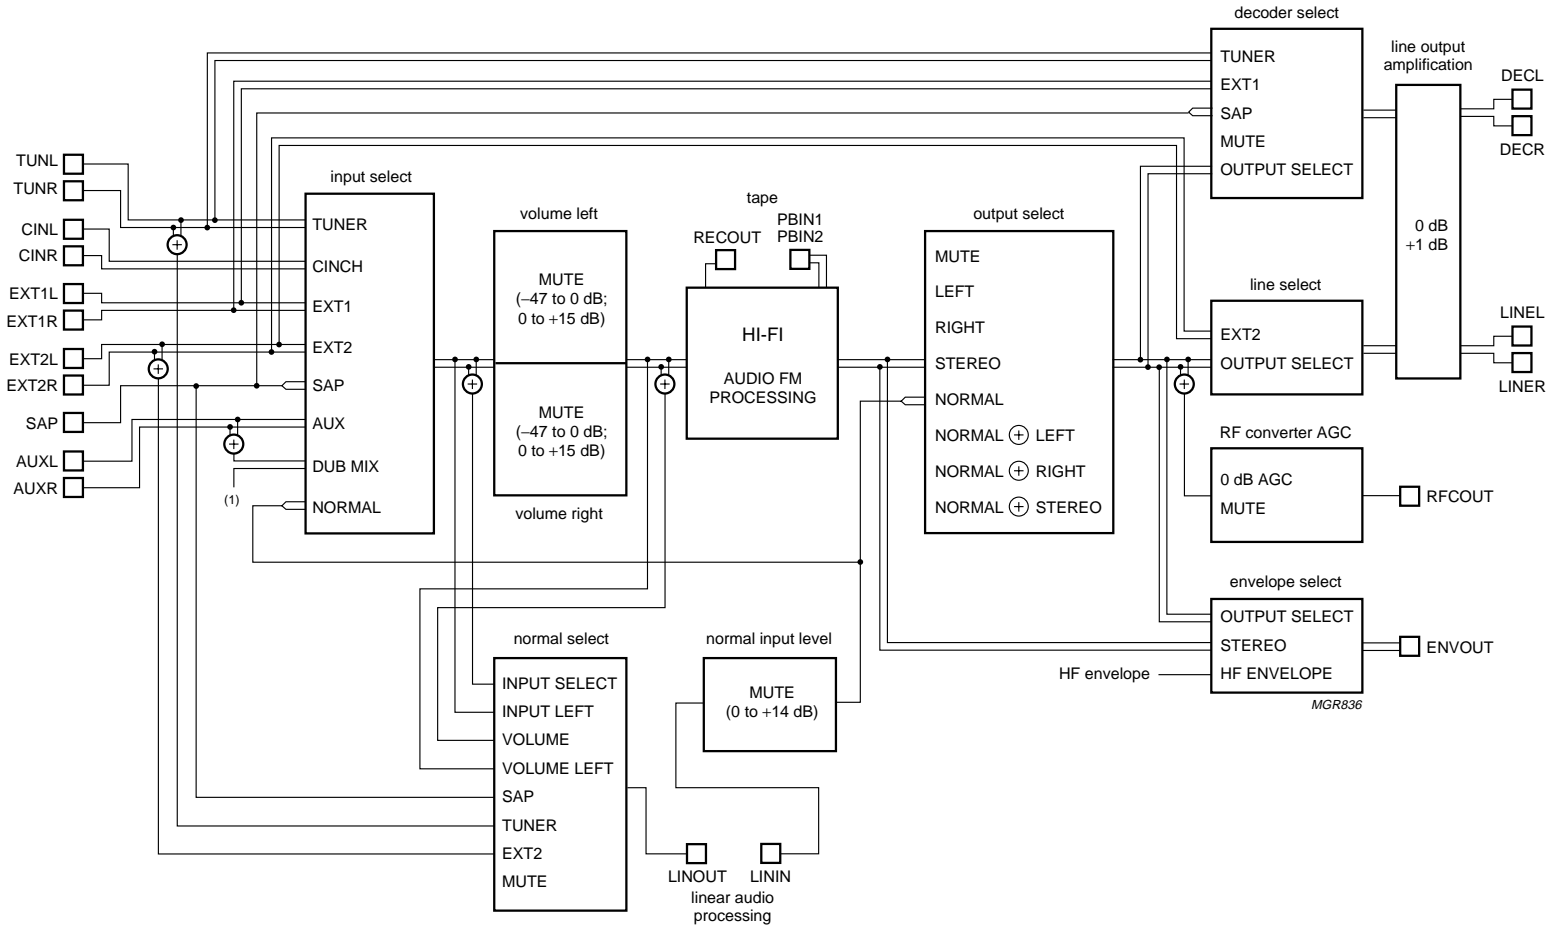 decoder select
TUNER
EXT1
SAP
MUTE
OUTPUT SELECT
line output
amplification
0 dB
+1 dB
DECL
DECR
TUNL
TUNR
CINL
CINR
EXT1L
EXT1R
EXT2L
EXT2R
SAP
AUXL
AUXR
(1)
input select
TUNER
CINCH
EXT1
EXT2
SAP
AUX
DUB MIX
NORMAL
volume left
MUTE
(−47 to 0 dB;
0 to +15 dB)
MUTE
(−47 to 0 dB;
0 to +15 dB)
volume right
tape
RECOUT
PBIN1
PBIN2
HI-FI
AUDIO FM
PROCESSING
output select
MUTE
LEFT
RIGHT
STEREO
NORMAL
NORMAL + LEFT
NORMAL + RIGHT
NORMAL + STEREO
line select
EXT2
OUTPUT SELECT
LINEL
LINER
RF converter AGC
0 dB AGC
MUTE
RFCOUT
envelope select
OUTPUT SELECT
STEREO
HF ENVELOPE
HF envelope
ENVOUT
MGR836
normal select
INPUT SELECT
INPUT LEFT
VOLUME
VOLUME LEFT
SAP
TUNER
EXT2
MUTE
normal input level
MUTE
(0 to +14 dB)
LINOUT
LININ
linear audio
processing